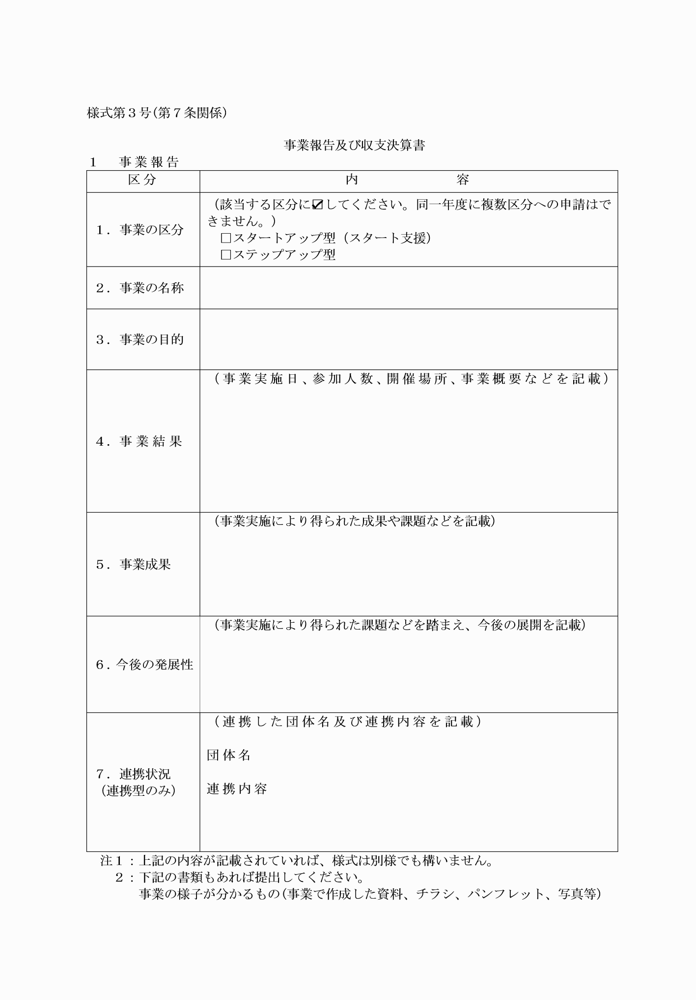 様式第３号（第７条関係）
事業報告及び収支決算書
１　事業報告
区分　内　容
１．事業の区分
（該当する区分に☑してください。同一年度に複数区分への申請はで
きません。）
□スタートアップ型（スタート支援）
□ステップアップ型
２．事業の名称
３．事業の目的
４．事業結果
（事業実施日、参加人数、開催場所、事業概要などを記載）
５．事業成果
（事業実施により得られた成果や課題などを記載）
６．今後の発展性
（事業実施により得られた課題などを踏まえ、今後の展開を記載）
７．連携状況
（連携型のみ）
（連携した団体名及び連携内容を記載）
団体名
連携内容
注１：上記の内容が記載されていれば、様式は別様でも構いません。
２：下記の書類もあれば提出してください。
事業の様子が分かるもの（事業で作成した資料、チラシ、パンフレット、写真等）